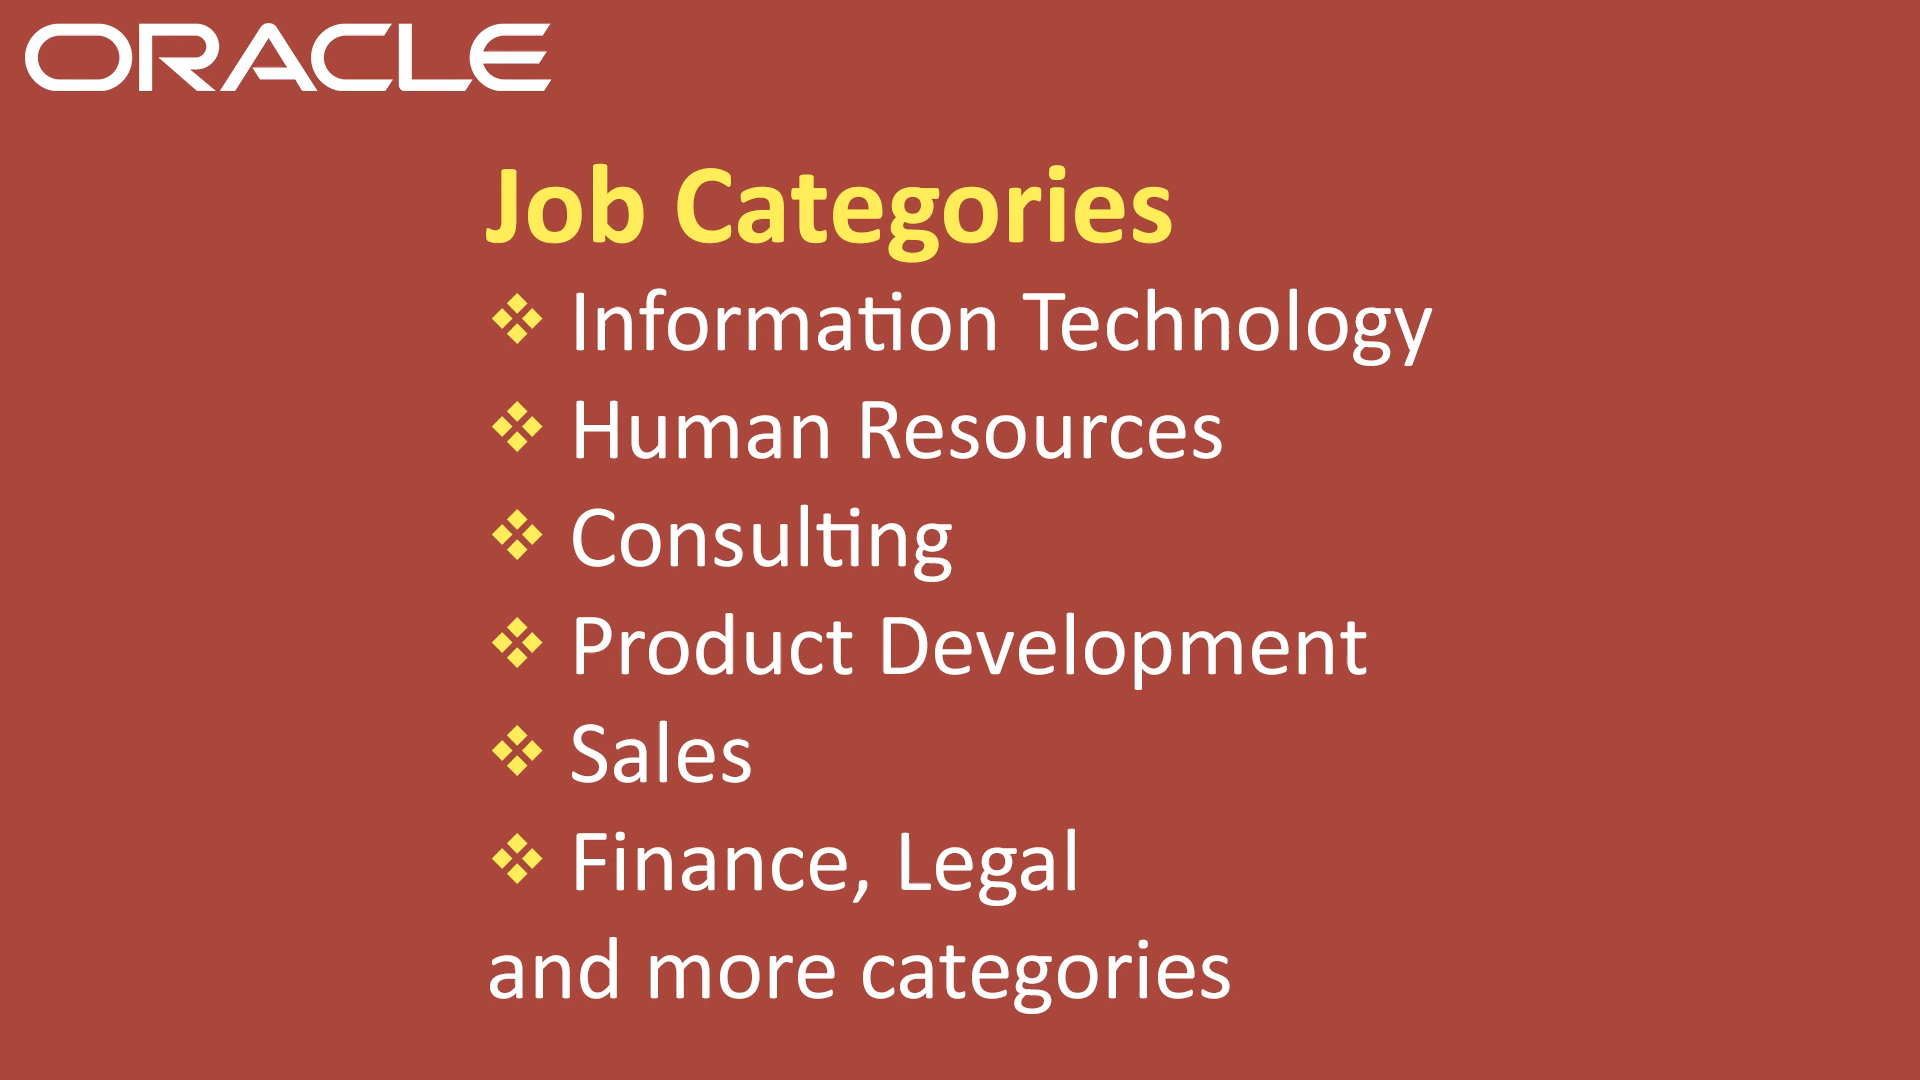 ORACLE
Job Categories
❖ Information Technology
❖ Human Resources
❖ Consulting
❖ Product Development
❖ Sales
❖ Finance, Legal
and more categories